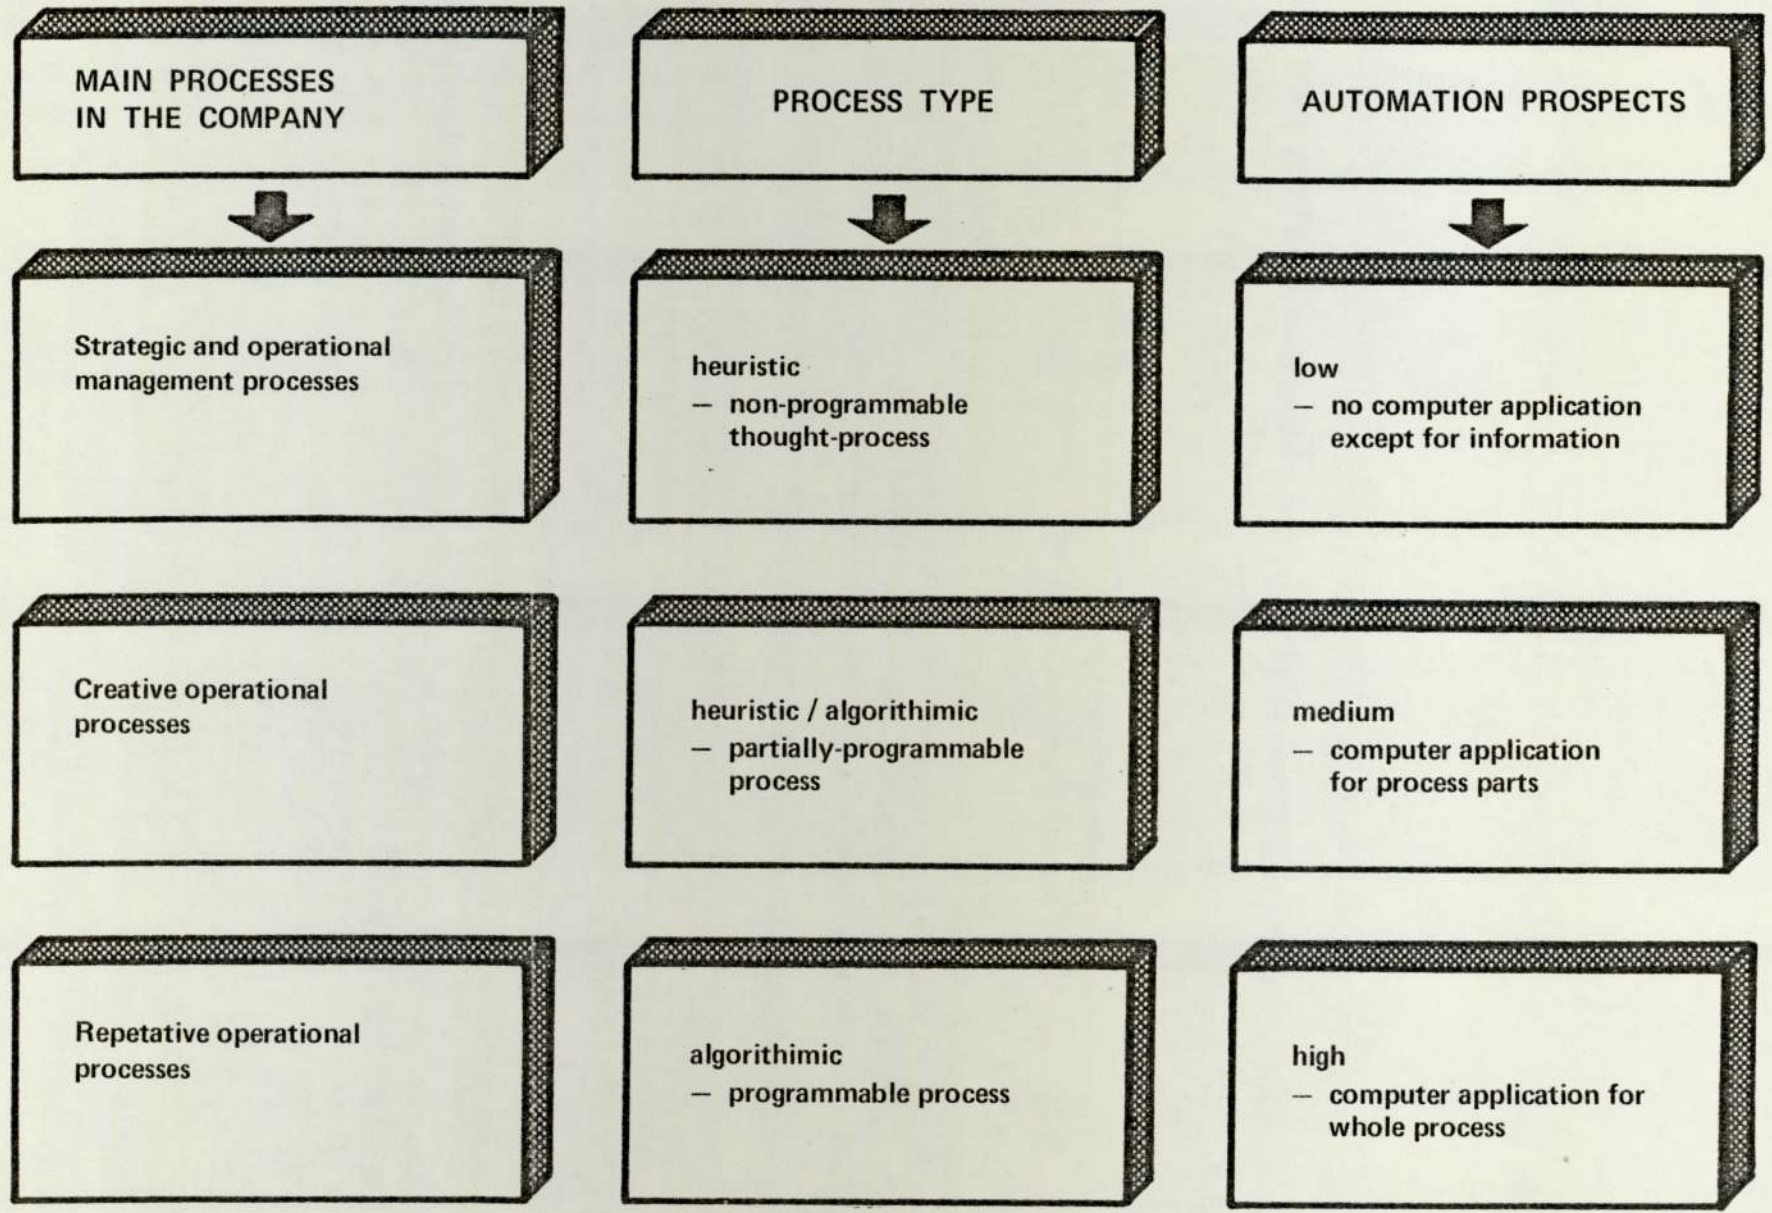 MAIN PROCESSES
IN THE COMPANY
PROCESS TYPE
AUTOMATION PROSPECTS
Strategic and operational
management processes
heuristic
— non-programmable
thought-process
low
— no computer application
except for information
Creative operational
processes
heuristic / algorithimic
— partially-programmable
process
medium
— computer application
for process parts
Repetative operational
processes
algorithimic
— programmable process
high
— computer application for
whole process